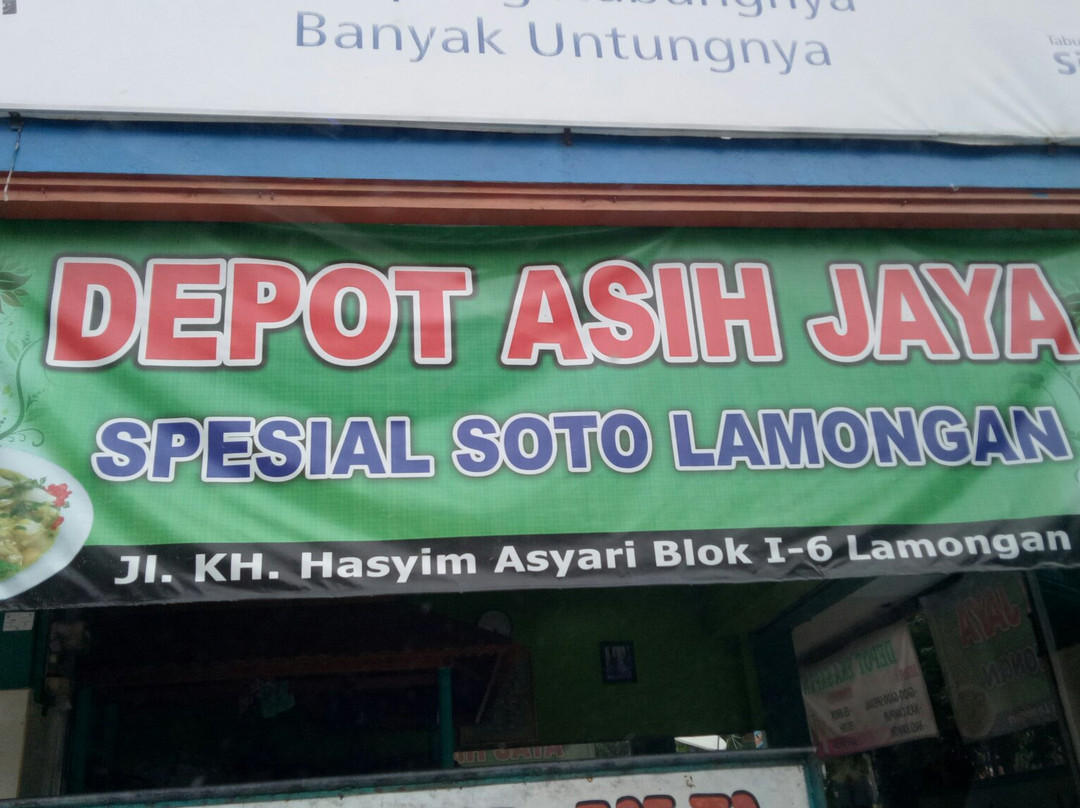 Banyak Untungnya
DEPOT ASIH JAYA
SPESIAL SOTO LAMONGAN
Jl. KH. Hasyim Asyari Blok I-6 Lamongan